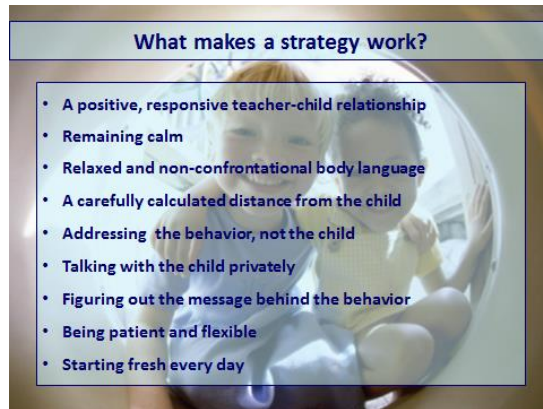 What makes a strategy work?
• A positive, responsive teacher-child relationship
• Remaining calm
• Relaxed and non-confrontational body language
• A carefully calculated distance from the child
• Addressing the behavior, not the child
• Talking with the child privately
• Figuring out the message behind the behavior
• Being patient and flexible
• Starting fresh every day